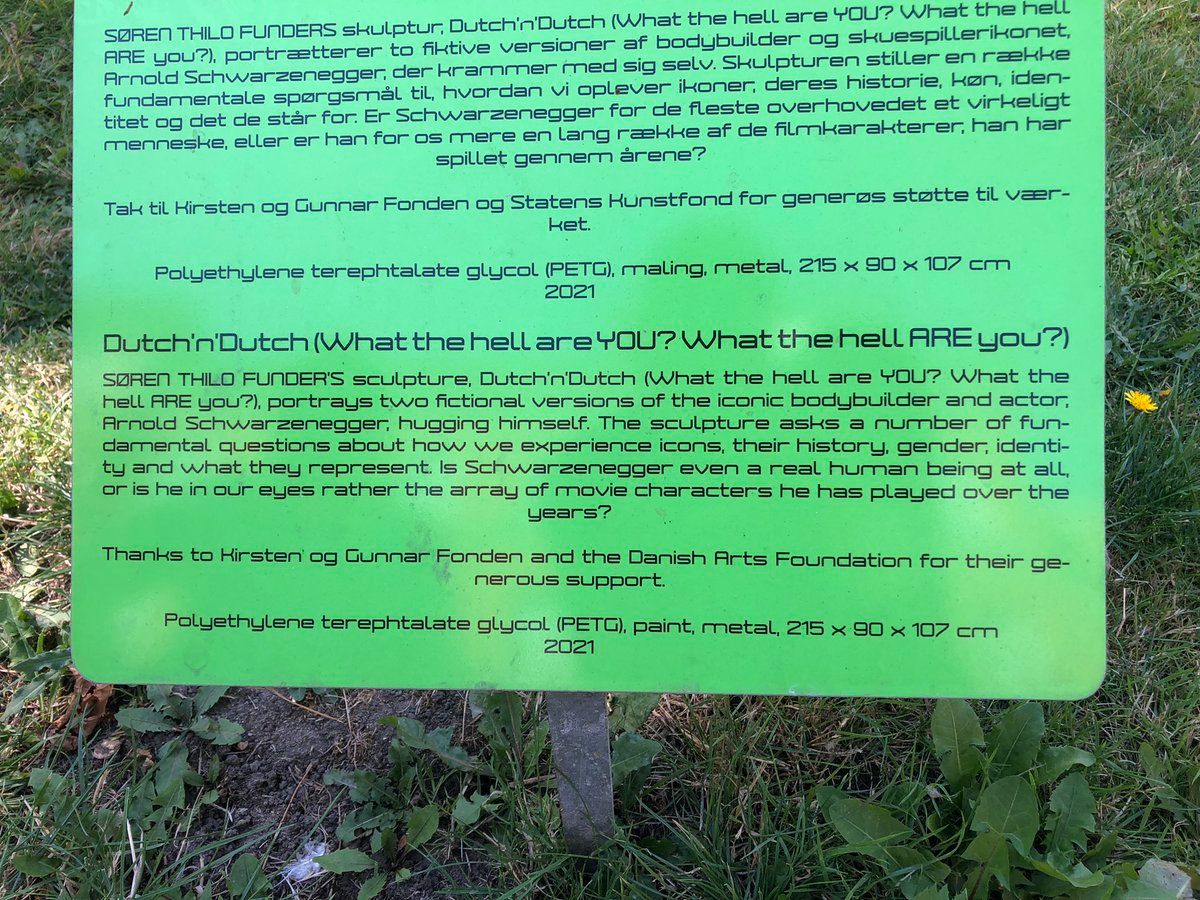 SØREN THILO FUNDERS skulptur, Dutch'n'Dutch (What the hell are YOU? What the hell
ARE you?), portrætterer to fiktive versioner af bodybuilder og skuespillerikonet,
Arnold Schwarzenegger, der krammer med sig selv. Skulpturen stiller en række
fundamentale spørgsmål til, hvordan vi oplever ikoner, deres historie, køn, iden-
titet og det de står for. Er Schwarzenegger for de fleste overhovedet et virkeligt
menneske, eller er han for os mere en lang række af de filmkarakterer, han har
spillet gennem årene?
Tak til Kirsten og Gunnar Fonden og Statens Kunstfond for generøs støtte til vær-
ket.
Polyethylene terephtalate glycol (PETG), maling, metal, 215 x 90 x 107 cm
2021
Dutch'n'Dutch (What the hell are YOU? What the hell ARE you?)
SØREN THILO FUNDER'S sculpture, Dutch'n'Dutch (What the hell are YOU? What the
hell ARE you?), portrays two fictional versions of the iconic bodybuilder and actor,
Arnold Schwarzenegger, hugging himself. The sculpture asks a number of fun-
damental questions about how we experience icons, their history, gender, identi-
ty and what they represent. Is Schwarzenegger even a real human being at all,
or is he in our eyes rather the array of movie characters he has played over the
years?
Thanks to Kirsten og Gunnar Fonden and the Danish Arts Foundation for their ge-
nerous support.
Polyethylene terephtalate glycol (PETG), paint, metal, 215 x 90 x 107 cm
2021